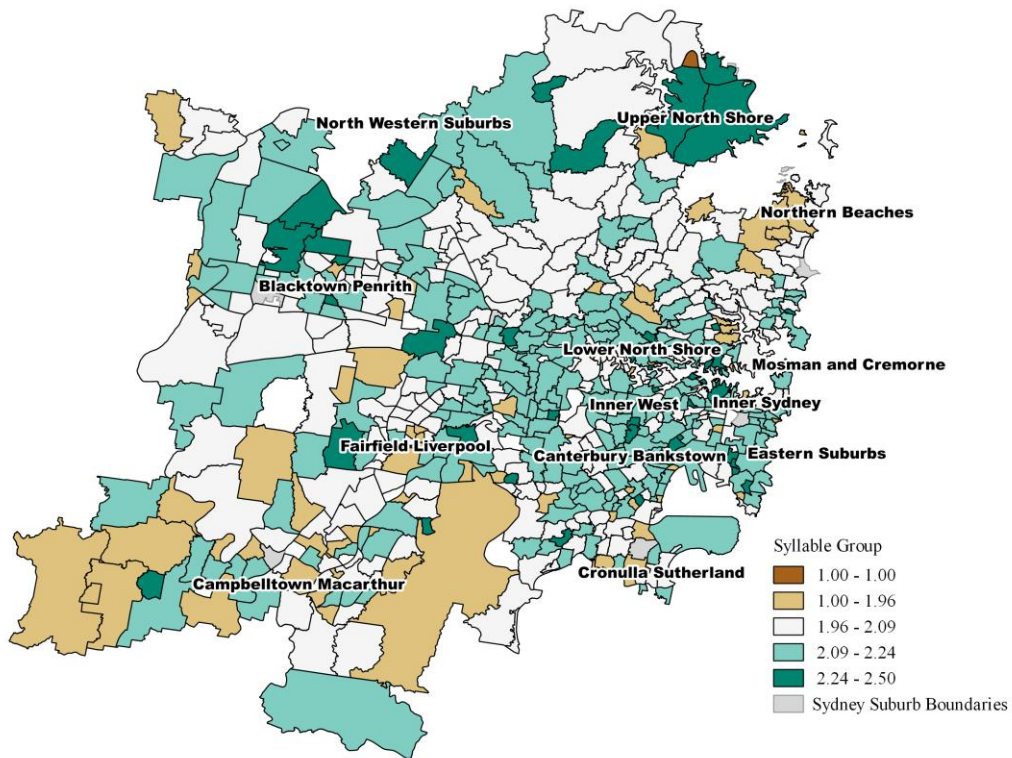 Upper North Shore
North Western Suburbs
Northern Beaches
Blacktown Penrith
Lower North Shore
Mosman and Cremorne
Inner West
Inner Sydney
Fairfield Liverpool
Canterbury Bankstown
Eastern Suburbs
Campbelltown Macarthur
Cronulla Sutherland
Syllable Group
1.00 - 1.00
1.00 - 1.96
1.96 - 2.09
2.09 - 2.24
2.24 - 2.50
Sydney Suburb Boundaries